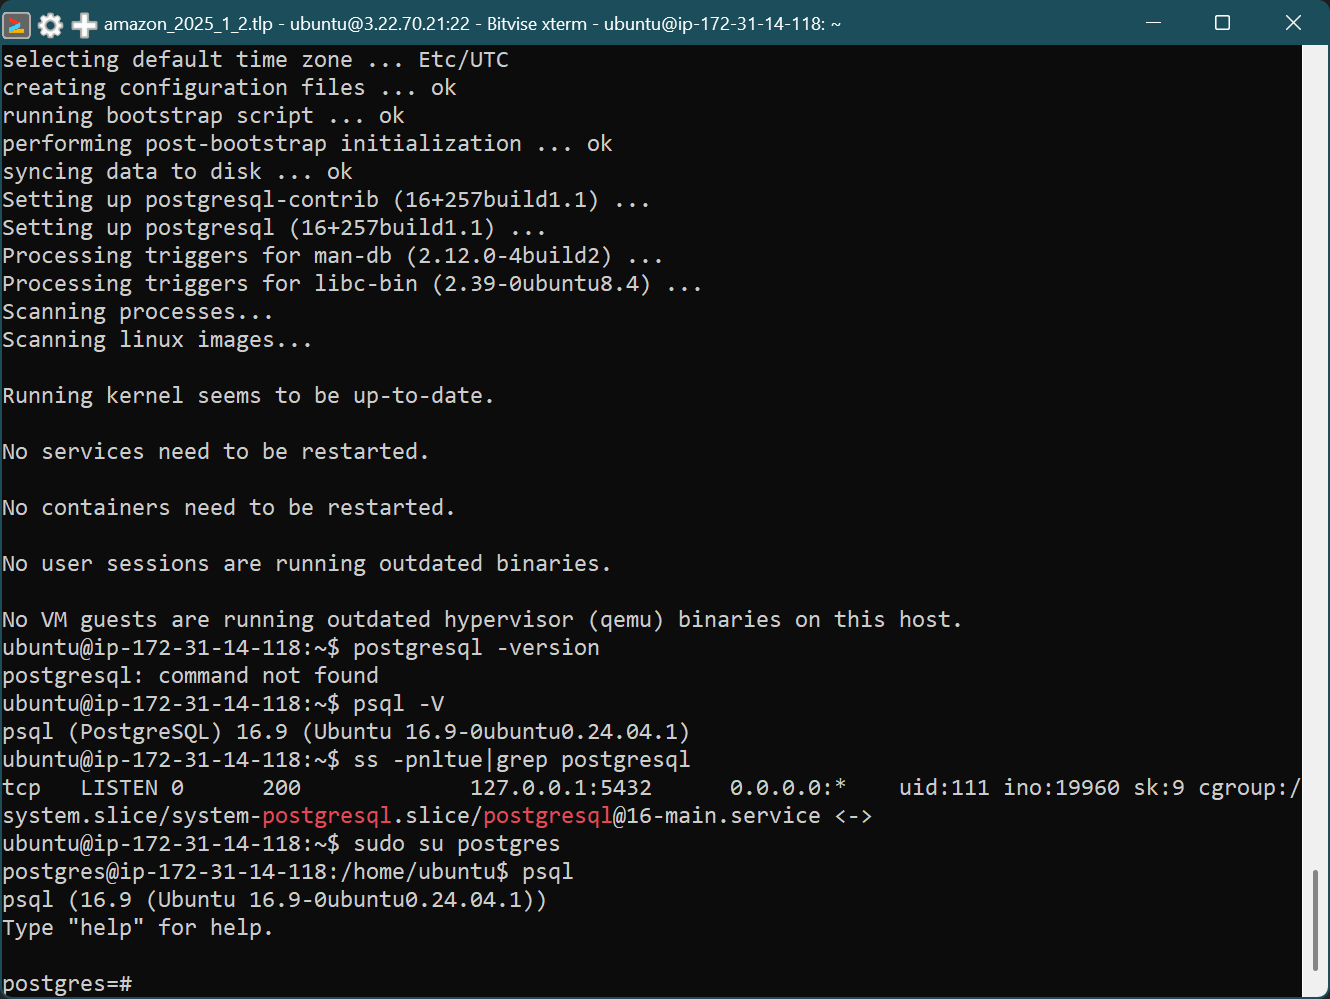 amazon_2025_1_2.tlp - ubuntu@3.22.70.21:22 - Bitvise xterm - ubuntu@ip-172-31-14-118: ~
selecting default time zone ... Etc/UTC
creating configuration files ... ok
running bootstrap script ... ok
performing post-bootstrap initialization ... ok
syncing data to disk ... ok
Setting up postgresql-contrib (16+257build1.1) ...
Setting up postgresql (16+257build1.1) ...
Processing triggers for man-db (2.12.0-4build2) ...
Processing triggers for libc-bin (2.39-0ubuntu8.4) ...
Scanning processes...
Scanning linux images...
Running kernel seems to be up-to-date.
No services need to be restarted.
No containers need to be restarted.
No user sessions are running outdated binaries.
No VM guests are running outdated hypervisor (qemu) binaries on this host.
ubuntu@ip-172-31-14-118:~$ postgresql -version
postgresql: command not found
ubuntu@ip-172-31-14-118:~$ psql -V
psql (PostgreSQL) 16.9 (Ubuntu 16.9-0ubuntu0.24.04.1)
ubuntu@ip-172-31-14-118:~$ ss -pnltue|grep postgresql
tcp   LISTEN 0      200             127.0.0.1:5432      0.0.0.0:*    uid:111 ino:19960 sk:9 cgroup:/
system.slice/system-postgresql.slice/postgresql@16-main.service <->
ubuntu@ip-172-31-14-118:~$ sudo su postgres
postgres@ip-172-31-14-118:/home/ubuntu$ psql
psql (16.9 (Ubuntu 16.9-0ubuntu0.24.04.1))
Type "help" for help.
postgres=#